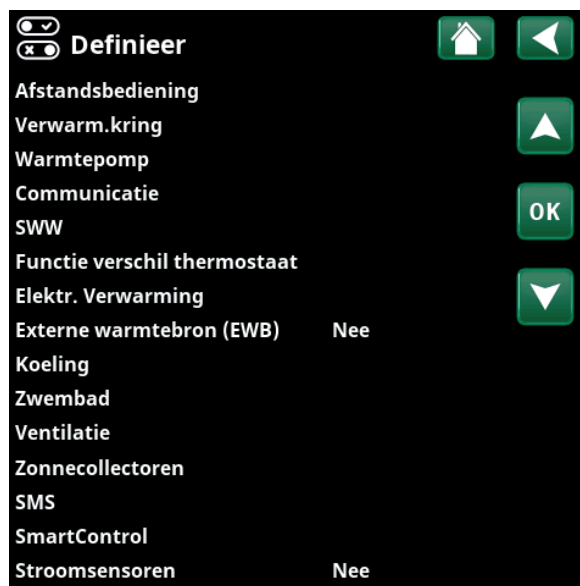 Definieer
Afstandsbediening
Verwarm.kring
Warmtepomp
Communicatie
SWW
OK
Functie verschil thermostaat
Elektr. Verwarming
Externe warmtebron (EWB) Nee
Koeling
Zwembad
Ventilatie
Zonnecollectoren
SMS
SmartControl
Stroomsensoren Nee